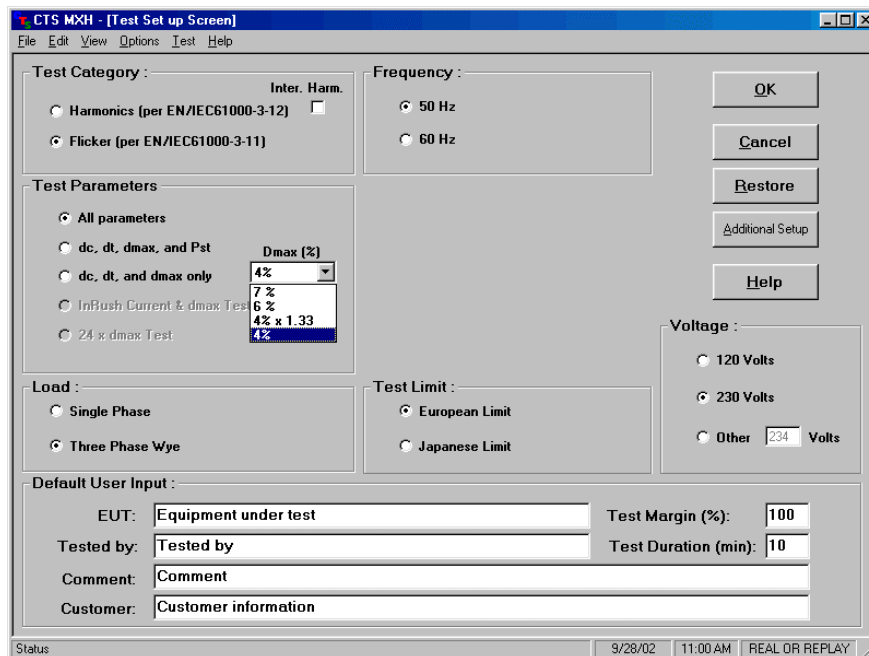 CTS MXH - [Test Set up Screen]
File Edit View Options Test Help
Test Category :
Inter. Harm.
Harmonics (per EN/IEC61000-3-12)
Flicker (per EN/IEC61000-3-11)
Frequency :
50 Hz
60 Hz
OK
Cancel
Restore
Additional Setup
Help
Test Parameters
All parameters
dc, dt, dmax, and Pst
dc, dt, and dmax only
InRush Current & dmax Test
24 x dmax Test
Dmax (%)
4%
7 %
6 %
4% x 1.33
4%
Voltage :
120 Volts
230 Volts
Other 234 Volts
Load :
Single Phase
Three Phase Wye
Test Limit :
European Limit
Japanese Limit
Default User Input :
EUT: Equipment under test
Test Margin (%): 100
Tested by: Tested by
Test Duration (min): 10
Comment: Comment
Customer: Customer information
Status 9/28/02 11:00 AM REAL OR REPLAY